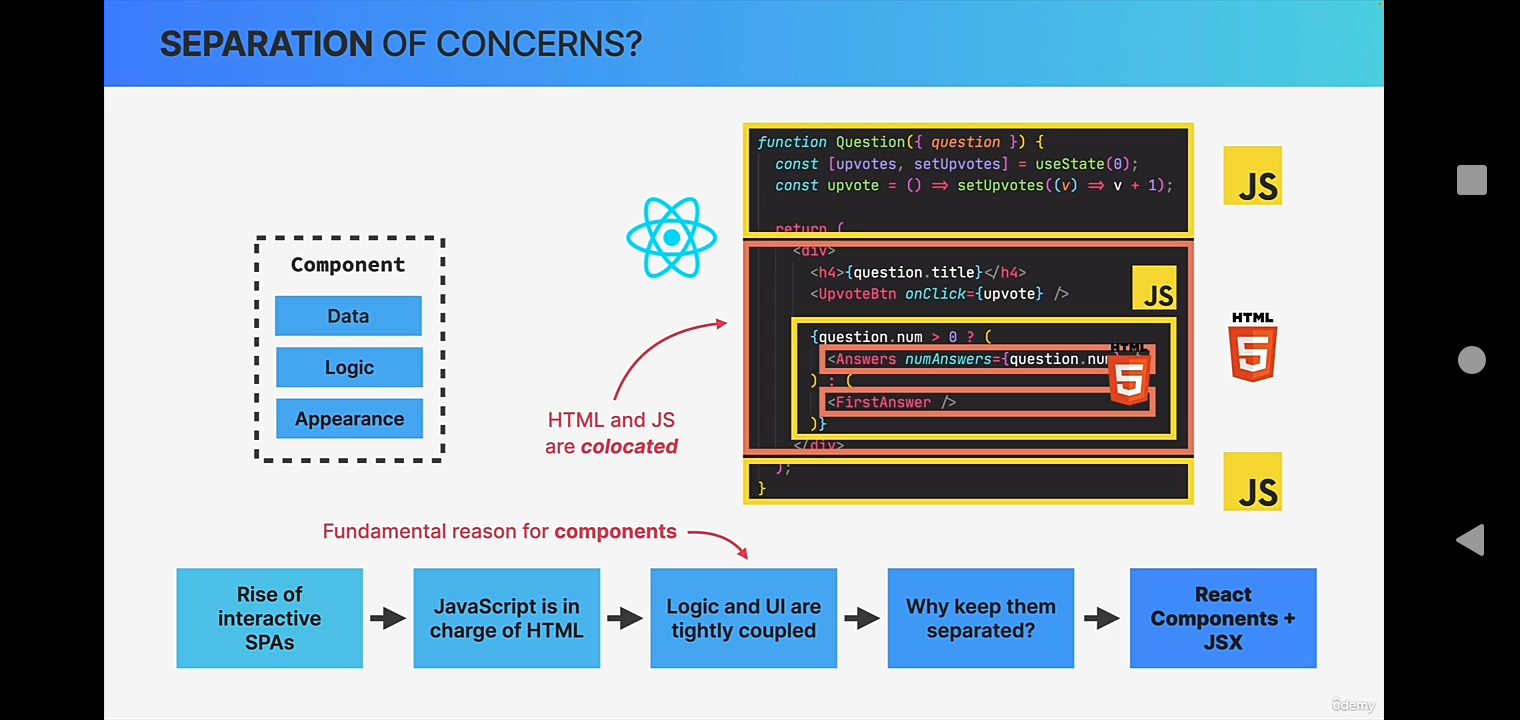 SEPARATION OF CONCERNS?
Component
Data
Logic
Appearance
HTML and JS
are colocated
function Question({ question }) {
const [upvotes, setUpvotes] = useState(0);
const upvote = () ⇒ setUpvotes((v) ⇒ v + 1);
return (
<div>
<h4>{question.title}</h4>
<UpvoteBtn onClick={upvote} />
{question.num > 0 ? (
<Answers numAnswers={question.num
) : (
<FirstAnswer />
)}
</div>
);
}
JS
JS
HTML
5
HTML
5
JS
Fundamental reason for components
Rise of
interactive
SPAs
JavaScript is in
charge of HTML
Logic and UI are
tightly coupled
Why keep them
separated?
React
Components +
JSX
ûdemy